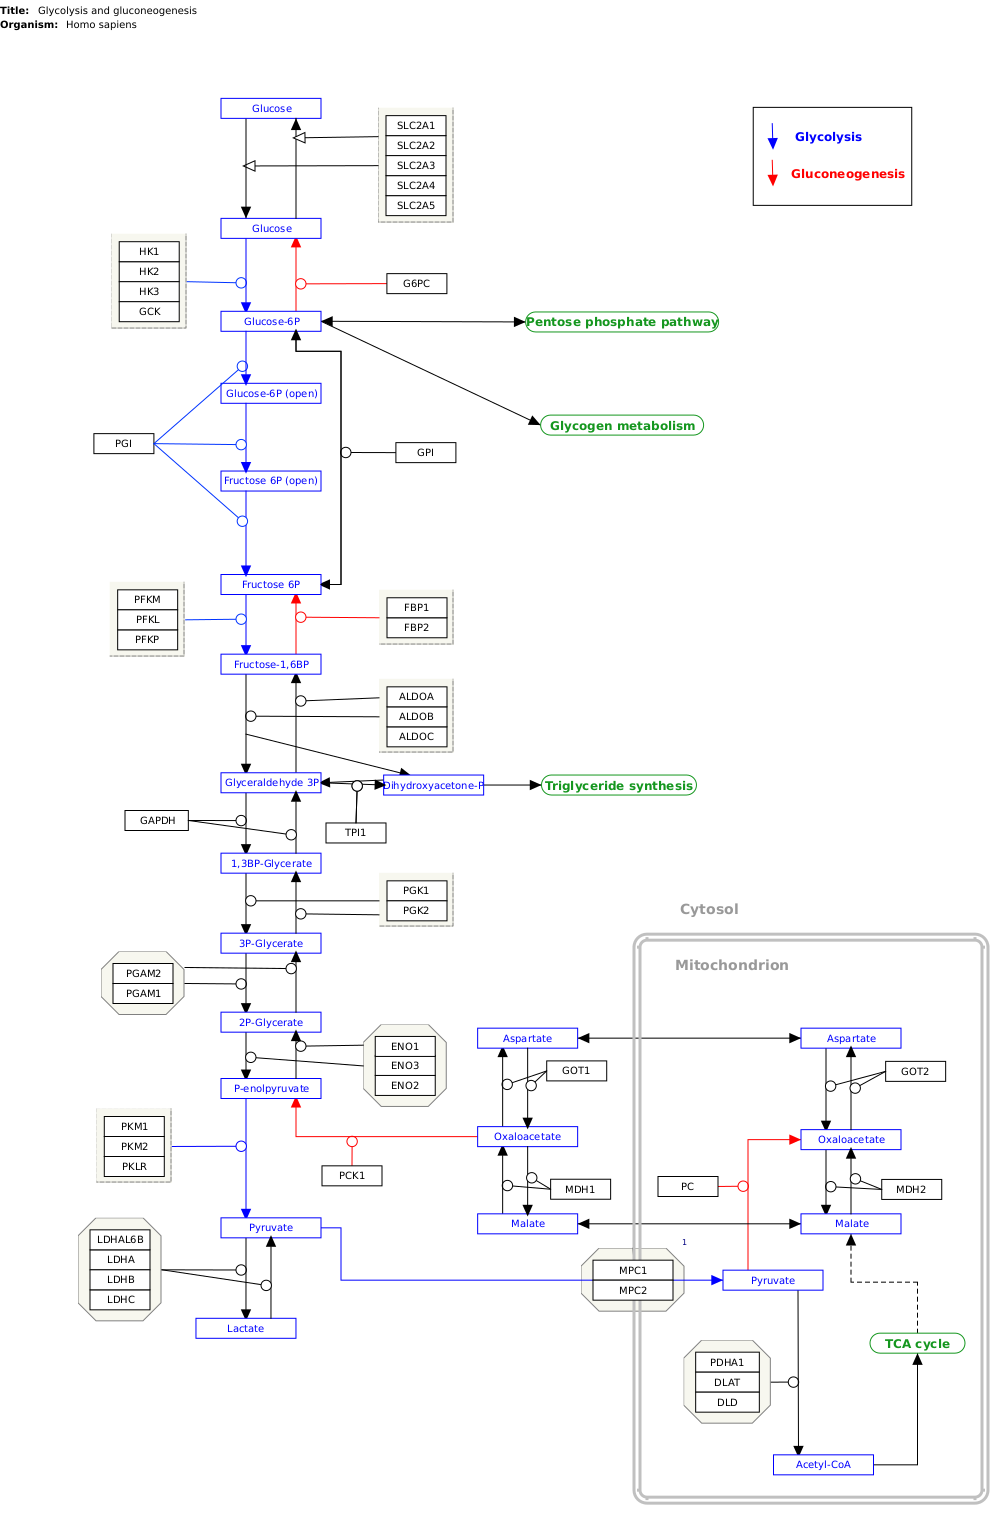 Title: Glycolysis and gluconeogenesis
Organism: Homo sapiens
Glucose
SLC2A1
SLC2A2
SLC2A3
SLC2A4
SLC2A5
Glycolysis
Gluconeogenesis
Glucose
HK1
HK2
HK3
GCK
G6PC
Glucose-6P
Pentose phosphate pathway
Glucose-6P (open)
Glycogen metabolism
PGI
GPI
Fructose 6P (open)
Fructose 6P
PFKM
PFKL
PFKP
FBP1
FBP2
Fructose-1,6BP
ALDOA
ALDOB
ALDOC
Glyceraldehyde 3P
Dihydroxyacetone-P
Triglyceride synthesis
GAPDH
TPI1
1,3BP-Glycerate
PGK1
PGK2
Cytosol
3P-Glycerate
Mitochondrion
PGAM2
PGAM1
2P-Glycerate
ENO1
ENO3
ENO2
Aspartate
Aspartate
GOT1
GOT2
P-enolpyruvate
PKM1
PKM2
PKLR
Oxaloacetate
Oxaloacetate
PCK1
MDH1
PC
MDH2
Pyruvate
Malate
Malate
LDHAL6B
LDHA
LDHB
LDHC
1
MPC1
MPC2
Pyruvate
Lactate
TCA cycle
PDHA1
DLAT
DLD
Acetyl-CoA